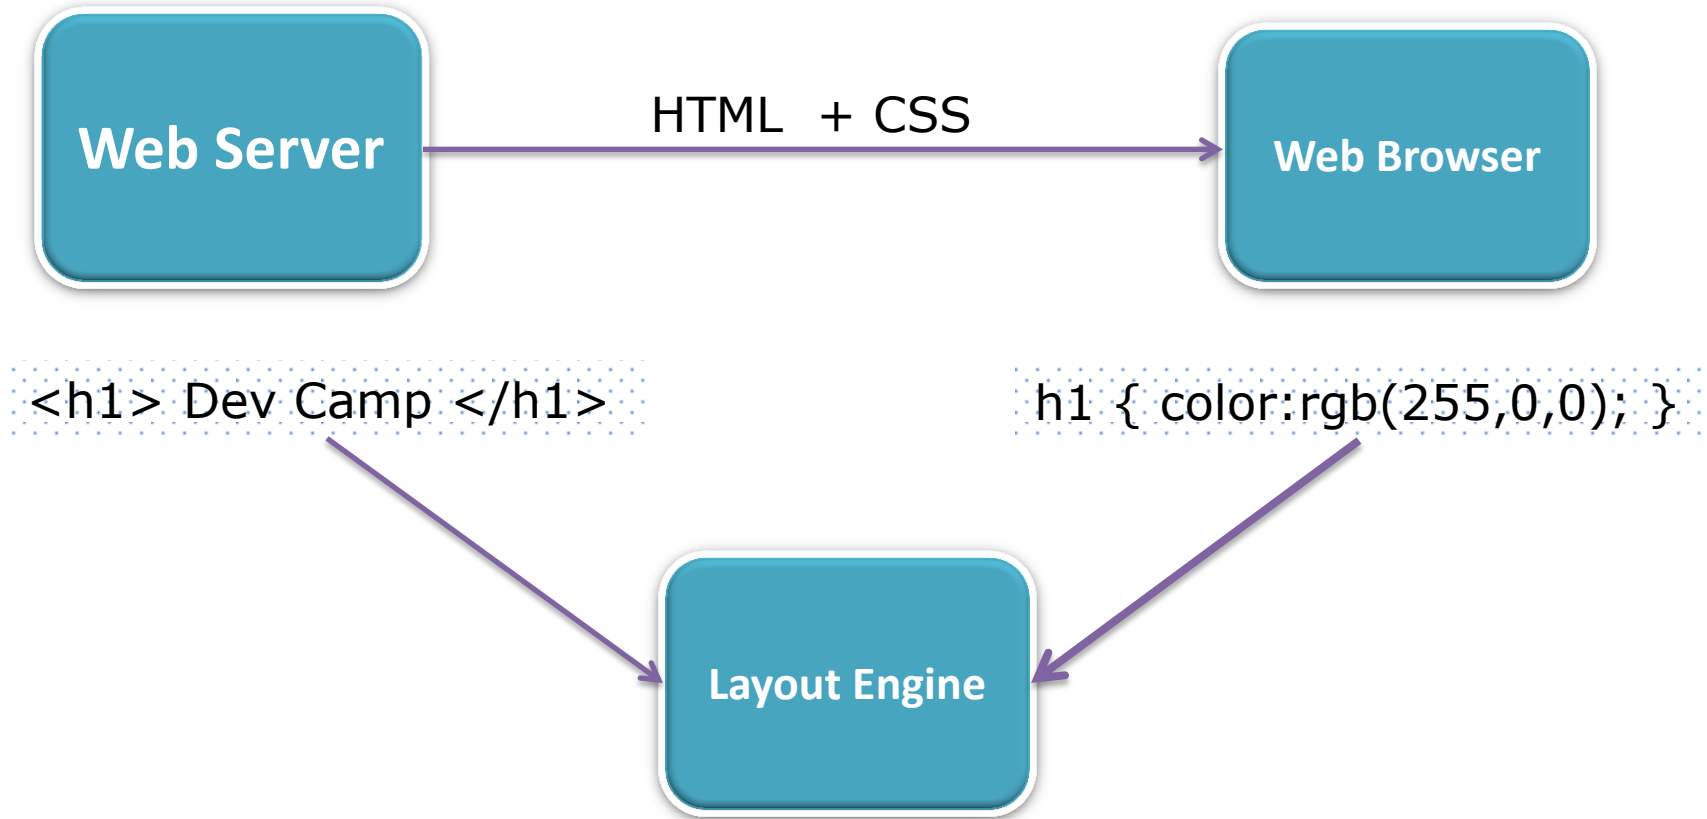 Web Server
HTML + CSS
Web Browser
<h1> Dev Camp </h1>
h1 { color:rgb(255,0,0); }
Layout Engine